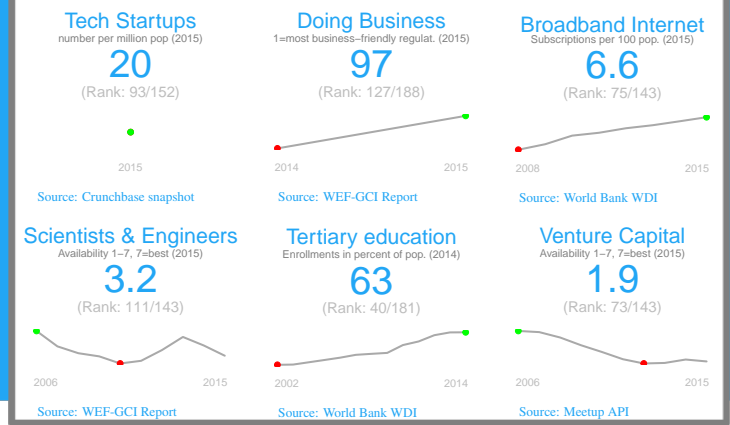 Tech Startups
number per million pop (2015)
20
(Rank: 93/152)
2015
Source: Crunchbase snapshot
Doing Business
1=most business−friendly regulat. (2015)
97
(Rank: 127/188)
2014 2015
Source: WEF-GCI Report
Broadband Internet
Subscriptions per 100 pop. (2015)
6.6
(Rank: 75/143)
2008 2015
Source: World Bank WDI
Scientists & Engineers
Availability 1−7, 7=best (2015)
3.2
(Rank: 111/143)
2006 2015
Source: WEF-GCI Report
Tertiary education
Enrollments in percent of pop. (2014)
63
(Rank: 40/181)
2002 2014
Source: World Bank WDI
Venture Capital
Availability 1−7, 7=best (2015)
1.9
(Rank: 73/143)
2006 2015
Source: Meetup API